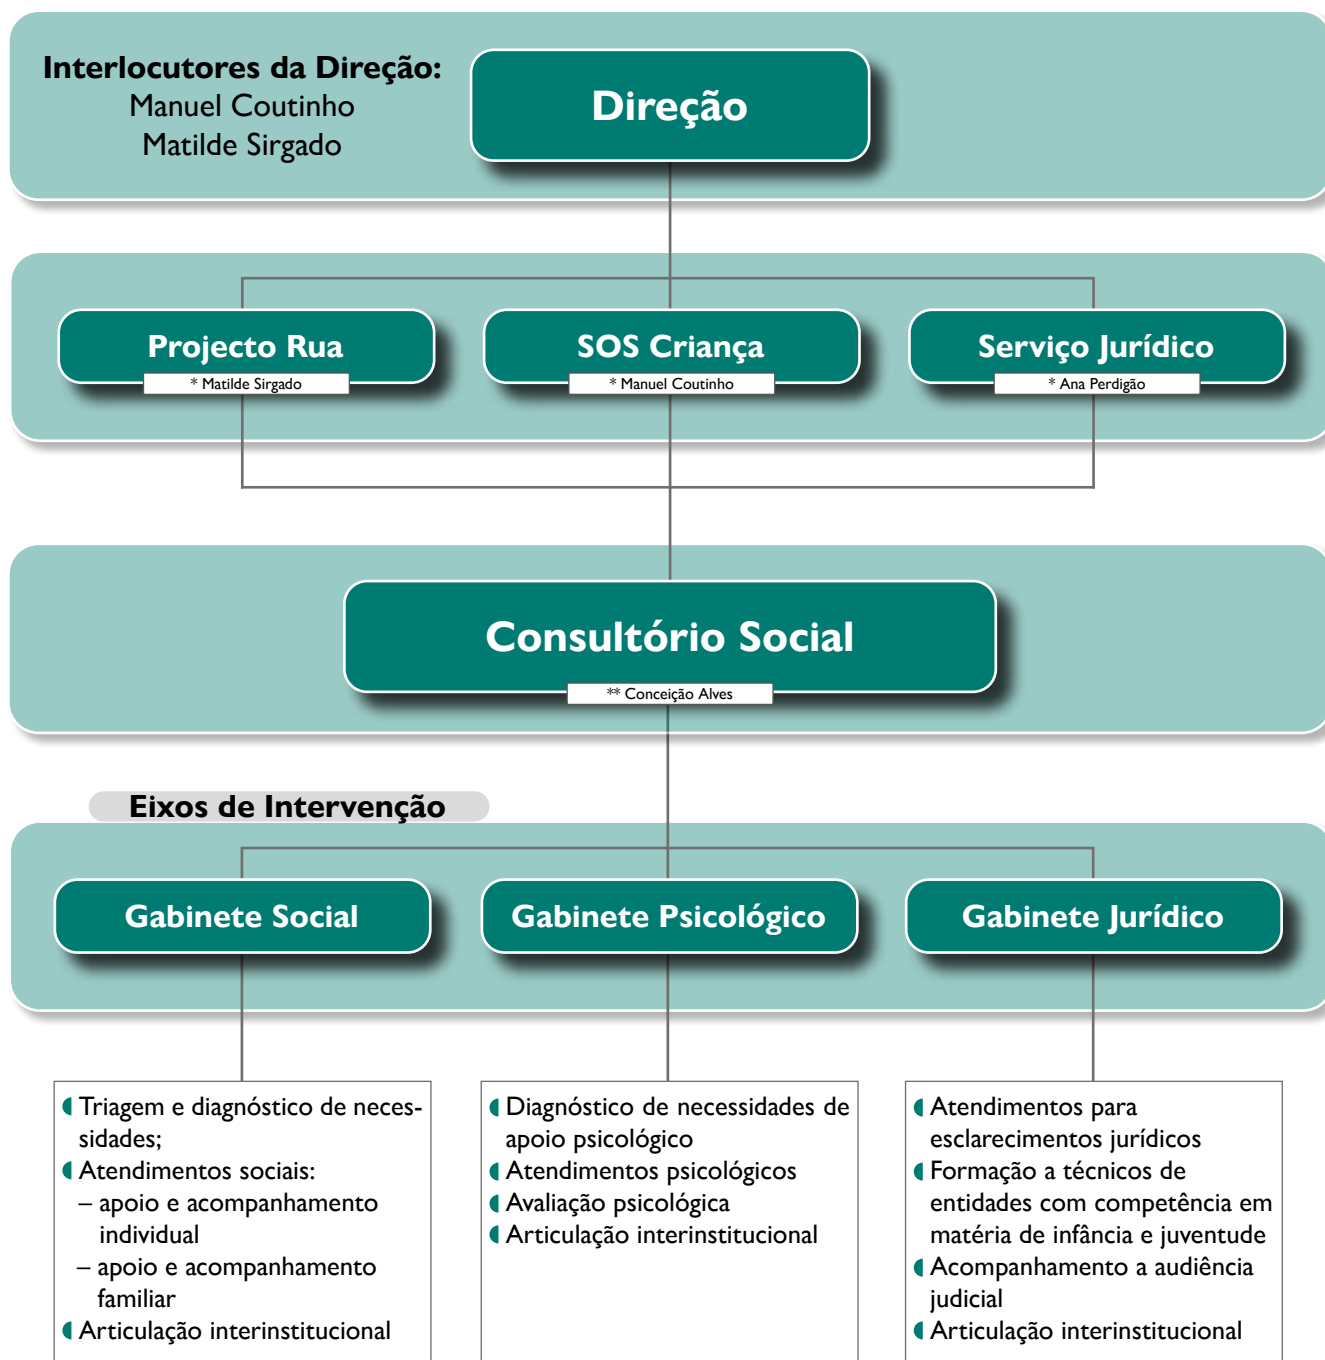 Interlocutores da Direção:
Manuel Coutinho
Matilde Sirgado
Direção
Projecto Rua
* Matilde Sirgado
SOS Criança
* Manuel Coutinho
Serviço Jurídico
* Ana Perdigão
Consultório Social
** Conceição Alves
Eixos de Intervenção
Gabinete Social
Gabinete Psicológico
Gabinete Jurídico
Triagem e diagnóstico de neces-
sidades;
Atendimentos sociais:
– apoio e acompanhamento
individual
– apoio e acompanhamento
familiar
Articulação interinstitucional
Diagnóstico de necessidades de
apoio psicológico
Atendimentos psicológicos
Avaliação psicológica
Articulação interinstitucional
Atendimentos para
esclarecimentos jurídicos
Formação a técnicos de
entidades com competência em
matéria de infância e juventude
Acompanhamento a audiência
judicial
Articulação interinstitucional